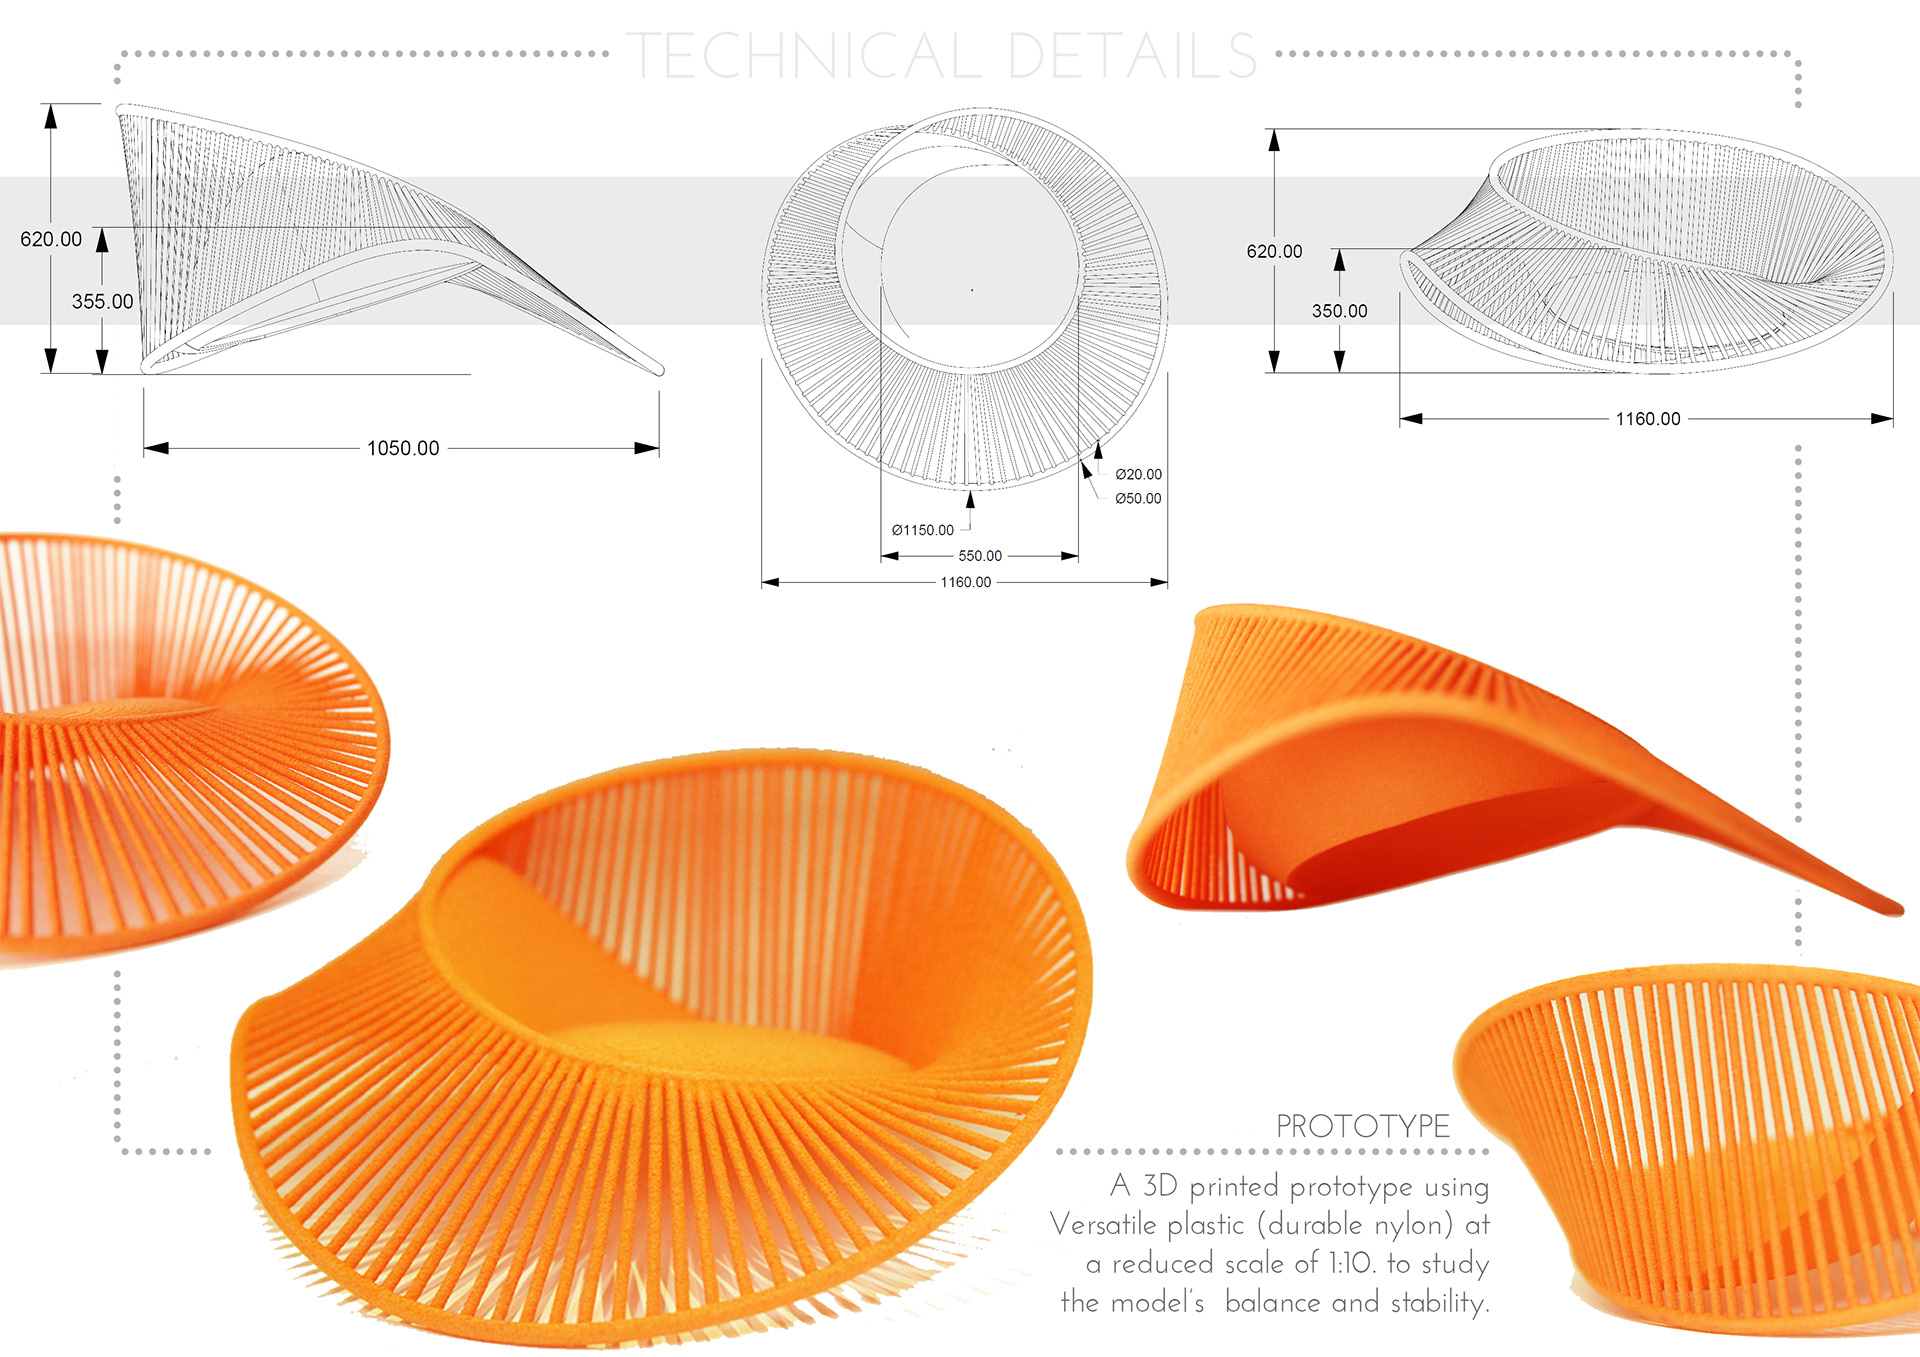 TECHNICAL DETAILS
620.00
355.00
1050.00
Ø20.00
Ø50.00
Ø1150.00
550.00
1160.00
620.00
350.00
1160.00
PROTOTYPE
A 3D printed prototype using
Versatile plastic (durable nylon) at
a reduced scale of 1:10. to study
the model's balance and stability.